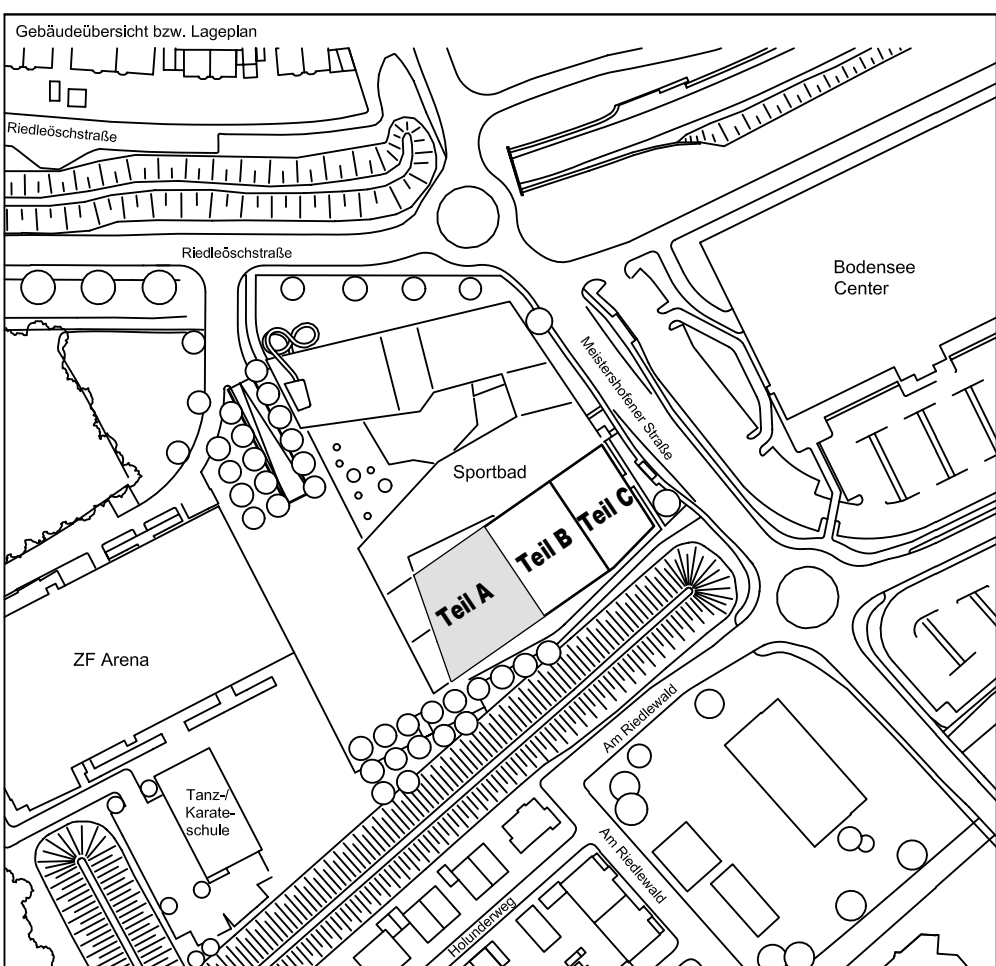 Gebäudeübersicht bzw. Lageplan
Riedleöschstraße
Riedleöschstraße
Bodensee
Center
Meistershofener Straße
Sportbad
Teil C
Teil B
Teil A
ZF Arena
Am Riedlewald
Tanz-/
Karate-
schule
Am Riedlewald
Holunderweg